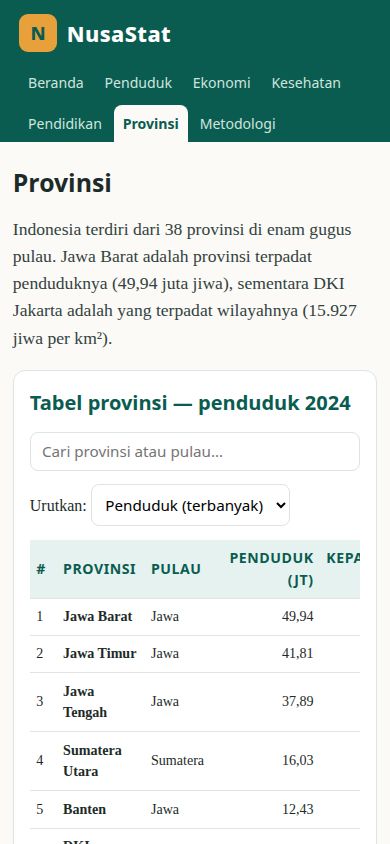 N NusaStat
Beranda Penduduk Ekonomi Kesehatan
Pendidikan Provinsi Metodologi
Provinsi
Indonesia terdiri dari 38 provinsi di enam gugus
pulau. Jawa Barat adalah provinsi terpadat
penduduknya (49,94 juta jiwa), sementara DKI
Jakarta adalah yang terpadat wilayahnya (15.927
jiwa per km²).
Tabel provinsi — penduduk 2024
Cari provinsi atau pulau...
Urutkan: Penduduk (terbanyak)
# PROVINSI PULAU PENDUDUK (JT) KEPA
1 Jawa Barat Jawa 49,94
2 Jawa Timur Jawa 41,81
3 Jawa Tengah Jawa 37,89
4 Sumatera Utara Sumatera 16,03
5 Banten Jawa 12,43
DKI